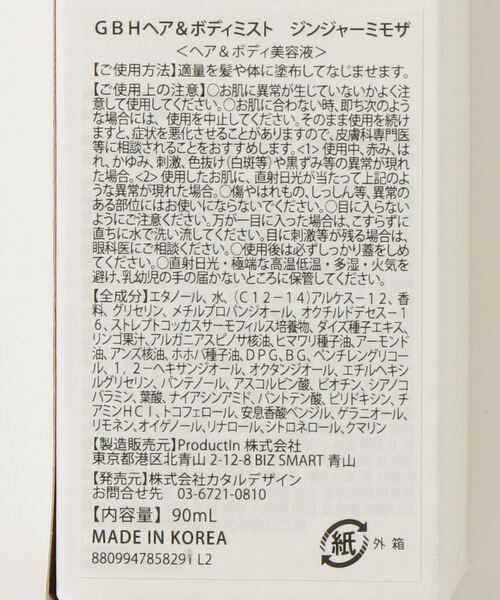 GBHヘア&ボディミスト　ジンジャーミモザ
<ヘア&ボディ美容液>
【ご使用方法】適量を髪や体に塗布してなじませます。
【ご使用上の注意】○お肌に異常が生じていないかよく注
意して使用してください。○お肌に合わない時、即ち次のよう
な場合には、使用を中止してください。そのまま使用を続け
ますと、症状を悪化させることがありますので、皮膚科専門医
等に相談されることをおすすめします。<1> 使用中、赤み、は
れ、かゆみ、刺激、色抜け(白斑等)や黒ずみ等の異常が現れ
た場合。<2> 使用したお肌に、直射日光が当たって上記のよ
うな異常が現れた場合。○傷やはれもの、しっしん等、異常の
ある部位にはお使いにならないでください。○目に入らない
ようにご注意ください。万が一目に入った場合は、こすらずに
直ちに水で洗い流してください。目に刺激等が残る場合は、
眼科医にご相談ください。○使用後は必ずしっかり蓋をしめ
てください。○直射日光・極端な高温低温・多湿・火気を
避け、乳幼児の手の届かないところに保管してください。
【全成分】エタノール、水、(C12-14)アルケス-12、香
料、グリセリン、メチルプロパンジオール、オクチルドデセス-1
6、ストレプトコッカスサーモフィルス培養物、ダイズ種子エキス、
リンゴ果汁、アルガニアスピノサ核油、ヒマワリ種子油、アーモンド
油、アンズ核油、ホホバ種子油、DPG、BG、ペンチレングリコー
ル、1,2-ヘキサンジオール、オクタンジオール、エチルヘキシ
ルグリセリン、パンテノール、アスコルビン酸、ビオチン、シアノコ
バラミン、葉酸、ナイアシンアミド、パントテン酸、ピリドキシン、チ
アミンHCl、トコフェロール、安息香酸ベンジル、ゲラニオール、
リモネン、オイゲノール、リナロール、シトロネロール、クマリン
【製造販売元】ProductIn 株式会社
東京都港区北青山 2-12-8 BIZ SMART 青山
【発売元】株式会社カタルデザイン
お問合せ先　03-6721-0810
【内容量】 90mL
MADE IN KOREA
8809947858291 L2
紙 外箱